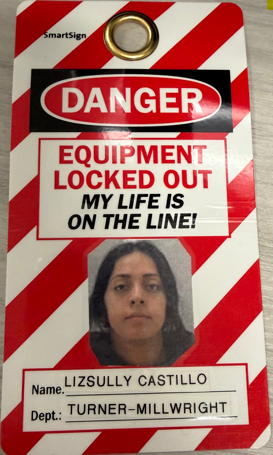 SmartSign
DANGER
EQUIPMENT
LOCKED OUT
MY LIFE IS
ON THE LINE!
Name: LIZSULLY CASTILLO
Dept.: TURNER-MILLWRIGHT